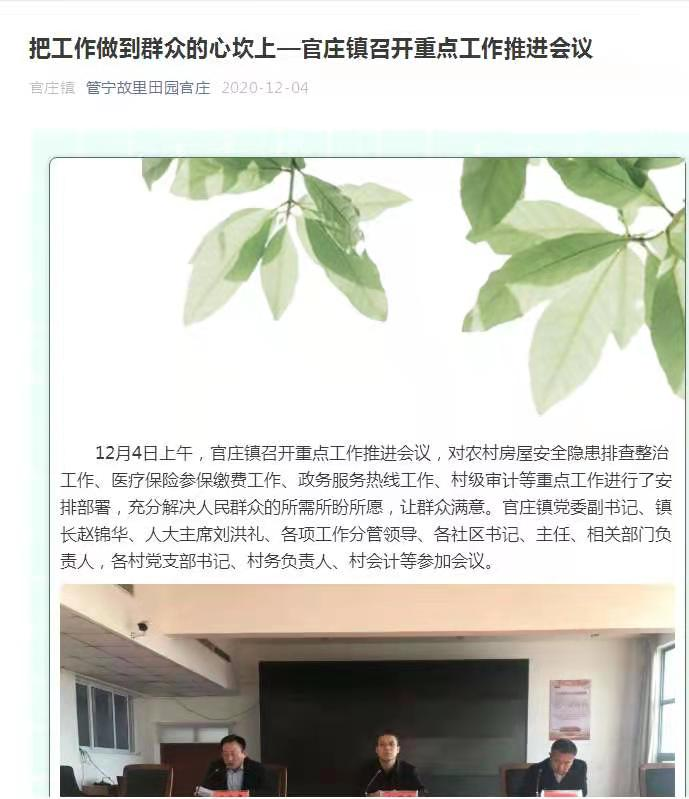 把工作做到群众的心坎上—官庄镇召开重点工作推进会议
官庄镇 管宁故里田园官庄 2020-12-04
12月4日上午，官庄镇召开重点工作推进会议，对农村房屋安全隐患排查整治
工作、医疗保险参保缴费工作、政务服务热线工作、村级审计等重点工作进行了安
排部署，充分解决人民群众的所需所盼所愿，让群众满意。官庄镇党委副书记、镇
长赵锦华、人大主席刘洪礼、各项工作分管领导、各社区书记、主任、相关部门负
责人，各村党支部书记、村务负责人、村会计等参加会议。